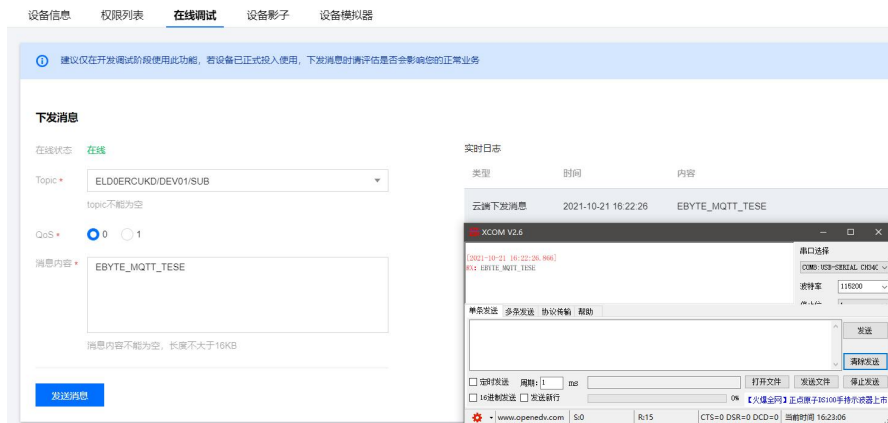 设备信息 权限列表 在线调试 设备影子 设备模拟器
建议仅在开发调试阶段使用此功能，若设备已正式投入使用，下发消息时请评估是否会影响您的正常业务
下发消息
在线状态 在线
Topic * ELD0ERCUKD/DEV01/SUB
topic不能为空
QoS * 0 1
消息内容 * EBYTE_MQTT_TESE
消息内容不能为空，长度不大于16KB
发送消息
实时日志
类型 时间 内容
云端下发消息 2021-10-21 16:22:26 EBYTE_MQTT_TESE
XCOM V2.6
[2021-10-21 16:22:26.866]
RX: EBYTE_MQTT_TESE
串口选择
COM8:USB-SERIAL CH34C
波特率 115200
单条发送 多条发送 协议传输 帮助
发送
清除发送
定时发送 周期: 1 ms 打开文件 发送文件 停止发送
16进制发送 发送新行 0% 【火爆全网】正点原子DS100手持示波器上市
www.openedv.com S:0 R:15 CTS=0 DSR=0 DCD=0 当前时间 16:23:06